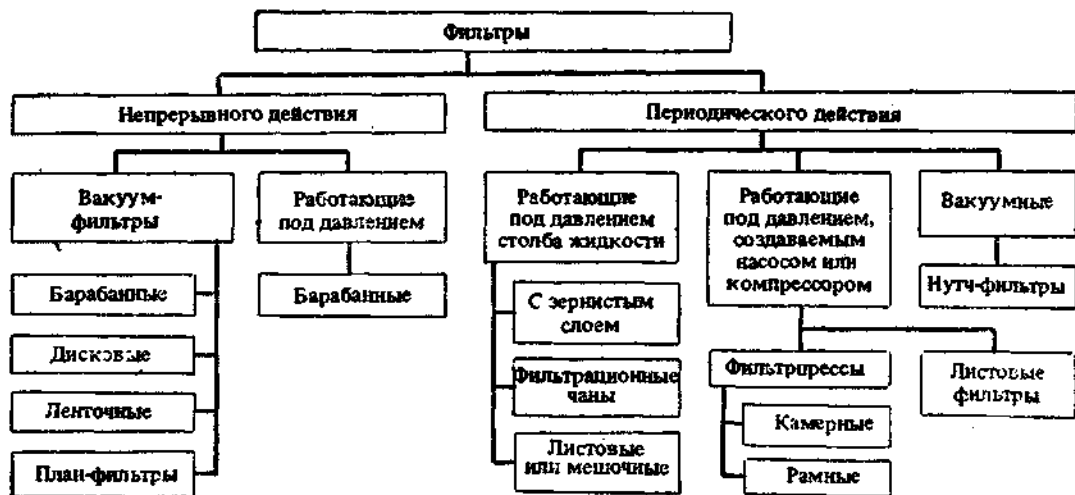 Фильтры
Непрерывного действия
Периодического действия
Вакуум-
фильтры
Работающие
под давлением
Работающие
под давлением
столба жидкости
Работающие
под давлением,
создаваемым
насосом или
компрессором
Вакуумные
Барабанные
Дисковые
Ленточные
План-фильтры
Барабанные
С зернистым
слоем
Фильтрационные
чаны
Листовые
или мешочные
Фильтрпрессы
Камерные
Рамные
Листовые
фильтры
Нутч-фильтры